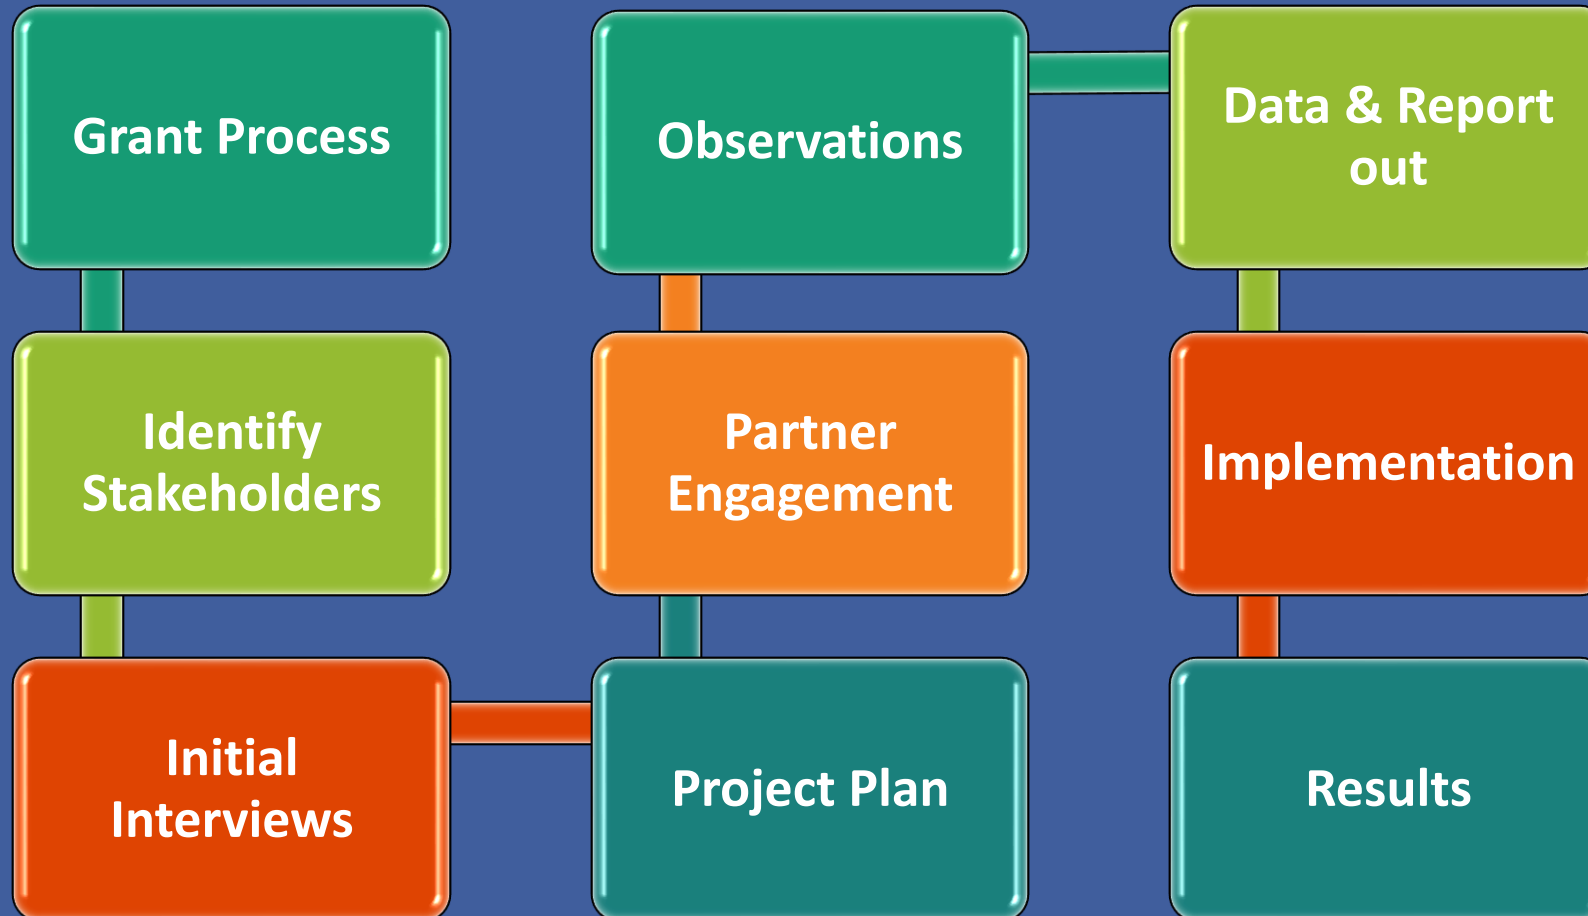 Grant Process
Identify
Stakeholders
Initial
Interviews
Project Plan
Partner
Engagement
Observations
Data & Report
out
Implementation
Results